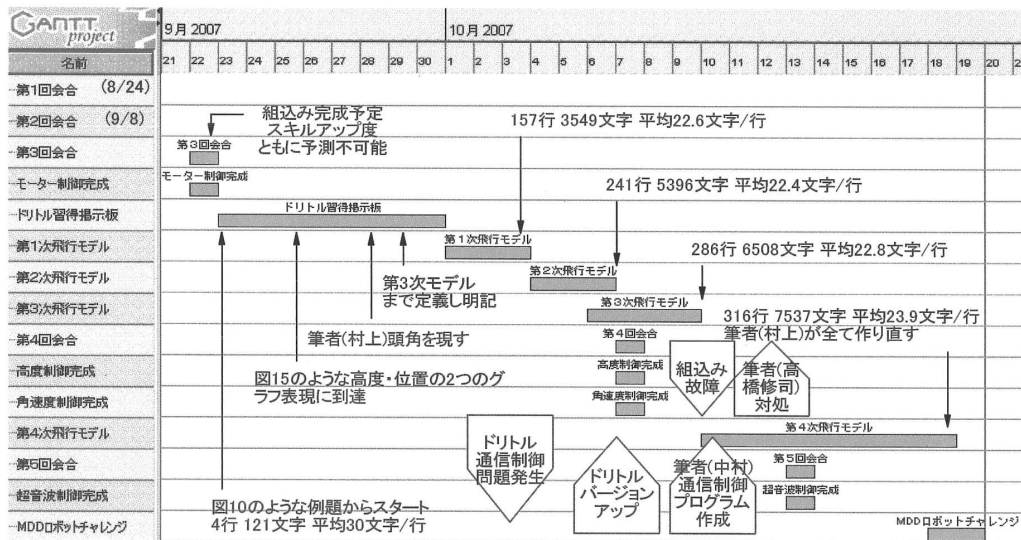 GANTT project
9月 2007
10月 2007
名前
21 22 23 24 25 26 27 28 29 30 1 2 3 4 5 6 7 8 9 10 11 12 13 14 15 16 17 18 19 20 2
第1回会合 (8/24)
第2回会合 (9/8)
第3回会合
モーター制御完成
ドリトル習得掲示板
第1次飛行モデル
第2次飛行モデル
第3次飛行モデル
第4回会合
高度制御完成
角速度制御完成
第4次飛行モデル
第5回会合
超音波制御完成
MDDロボットチャレンジ
組込み完成予定
スキルアップ度
ともに予測不可能
第3回会合
モーター制御完成
ドリトル習得掲示板
157行 3549文字 平均22.6文字/行
第1次飛行モデル
241行 5396文字 平均22.4文字/行
第2次飛行モデル
286行 6508文字 平均22.8文字/行
第3次飛行モデル
第3次モデル
まで定義し明記
筆者(村上)頭角を現す
図15のような高度・位置の2つのグ
ラフ表現に到達
316行 7537文字 平均23.9文字/行
筆者(村上)が全て作り直す
第4回会合
高度制御完成
角速度制御完成
組込み
故障
筆者(高
橋修司)
対処
第4次飛行モデル
ドリトル
通信制御
問題発生
ドリトル
バージョン
アップ
筆者(中村)
通信制御
プログラム
作成
第5回会合
超音波制御完成
図10のような例題からスタート
4行 121文字 平均30文字/行
MDDロボットチャレンジ